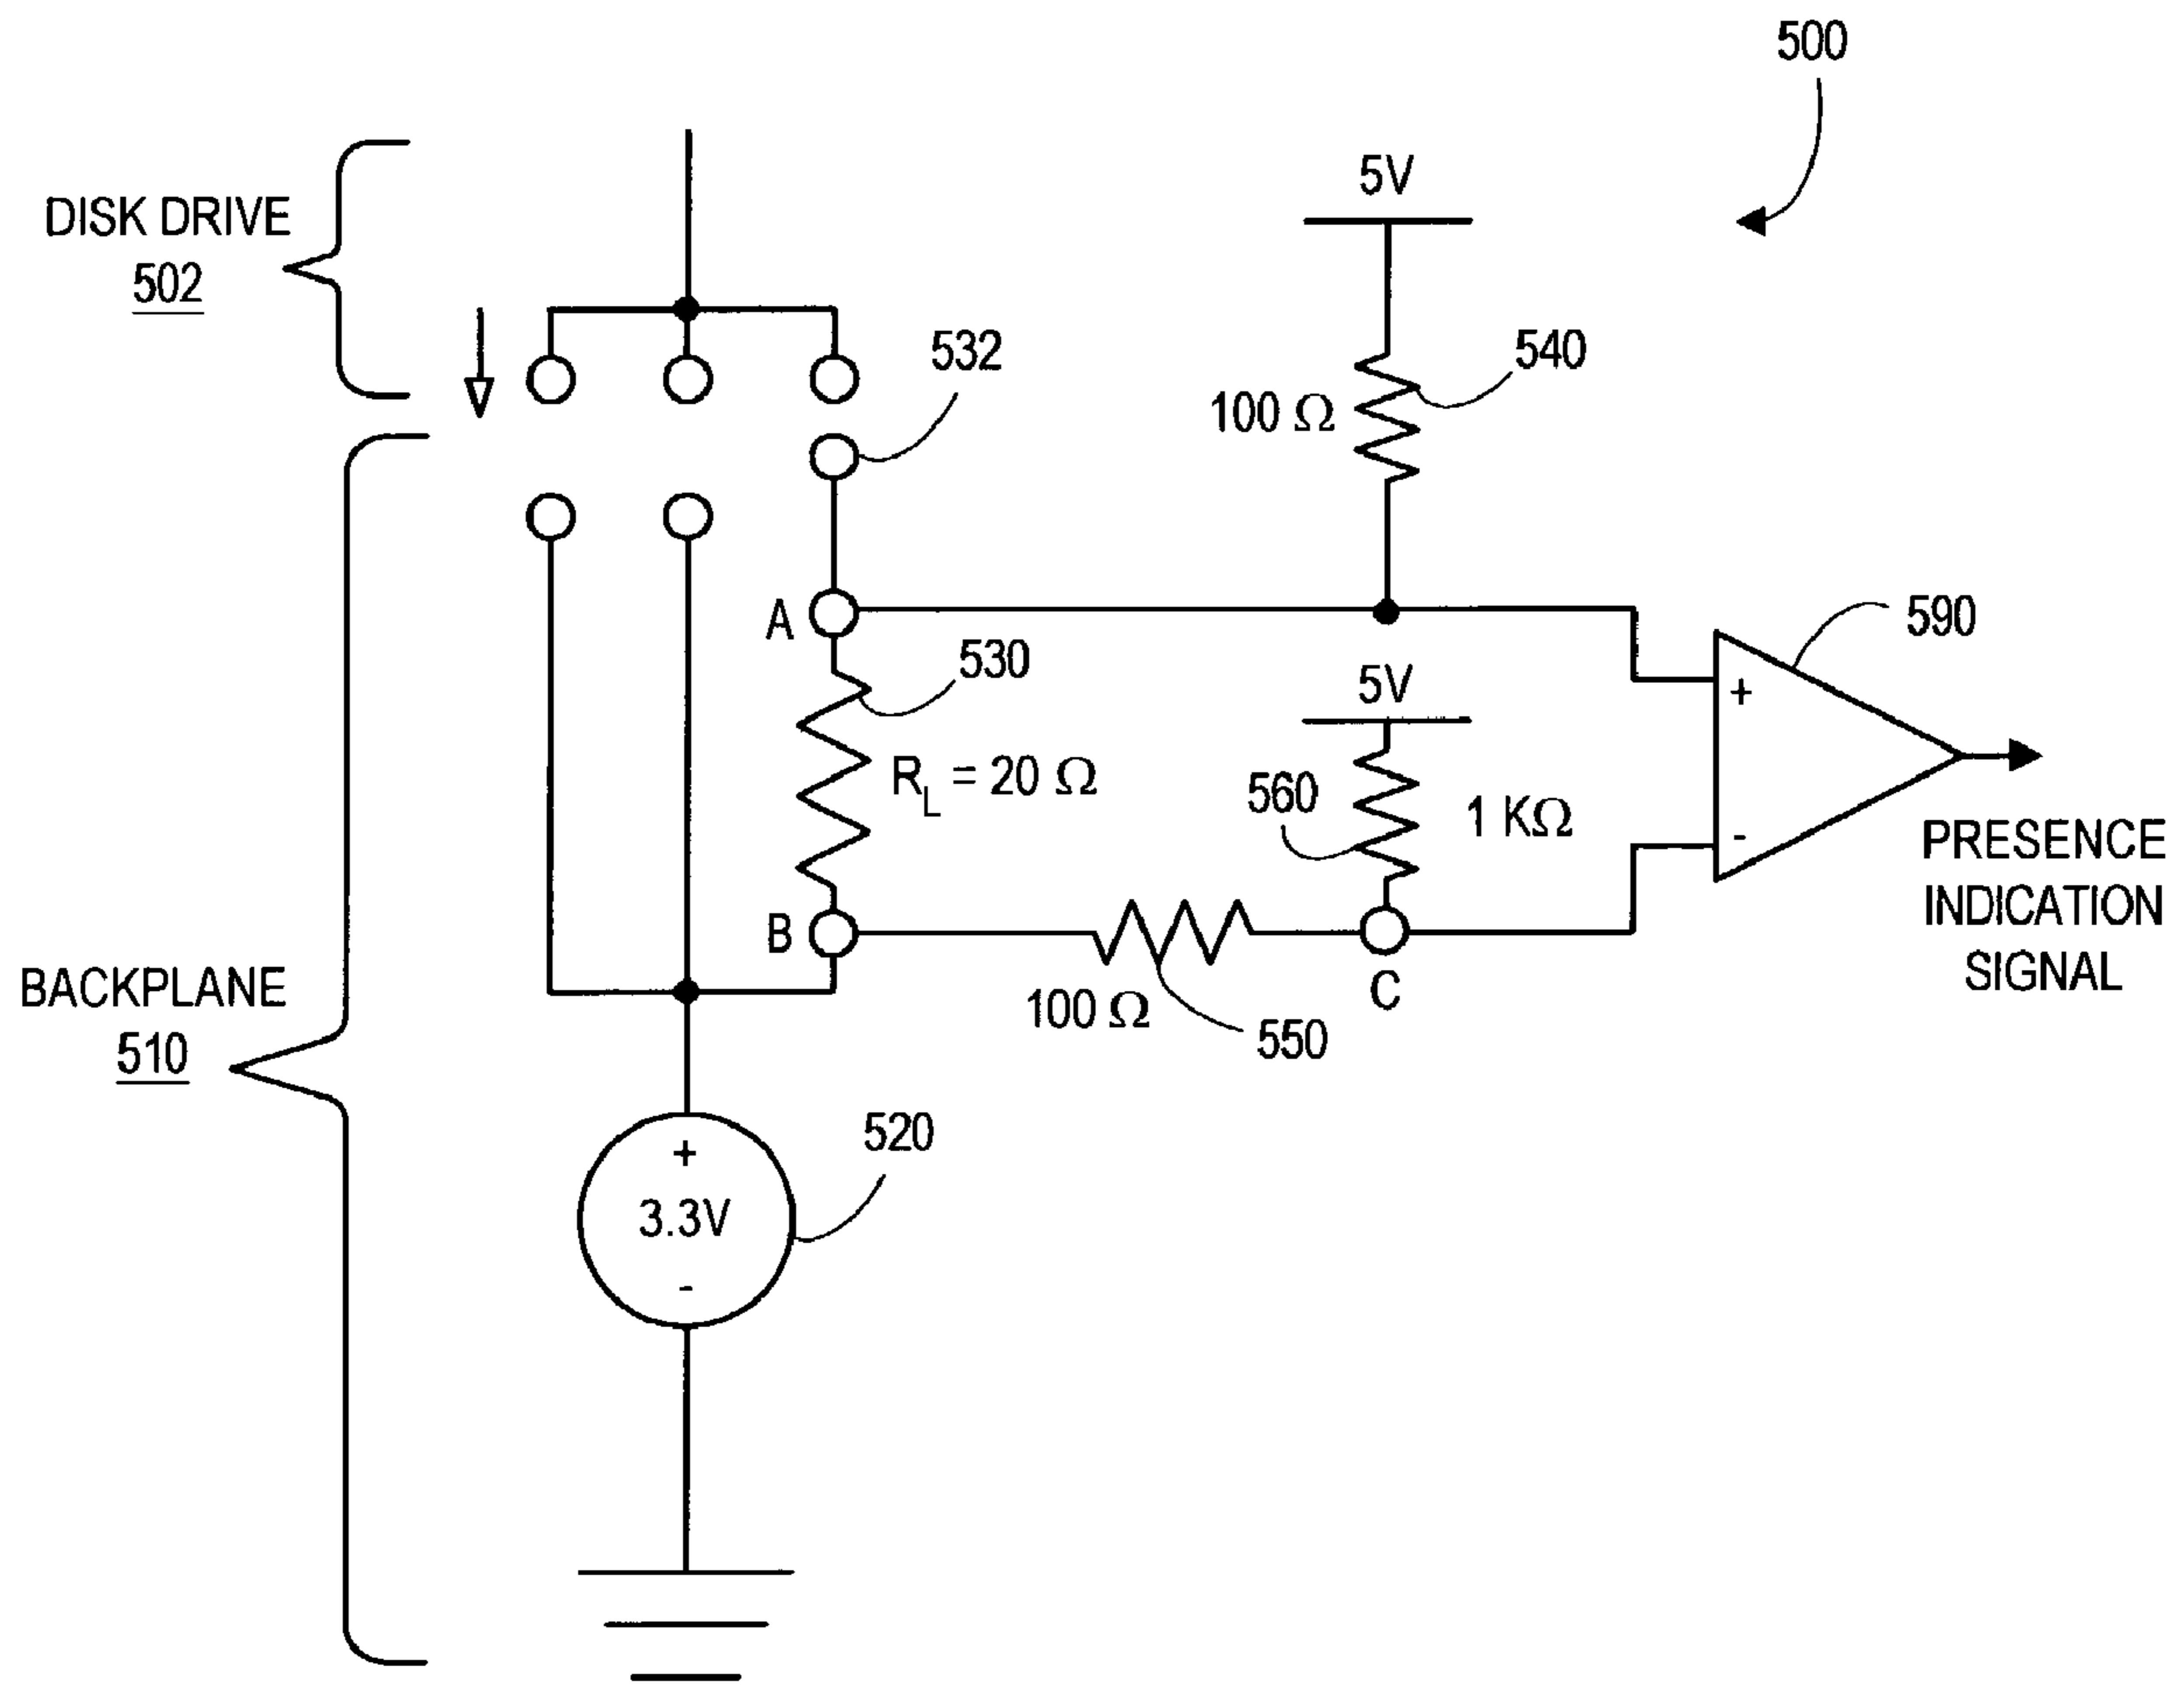 500
5V
DISK DRIVE
502
532
540
100 Ω
590
A
530
5V
+
R_L = 20 Ω
560
1 KΩ
-
PRESENCE
INDICATION
SIGNAL
B
C
BACKPLANE
510
100 Ω
550
520
+
3.3V
-